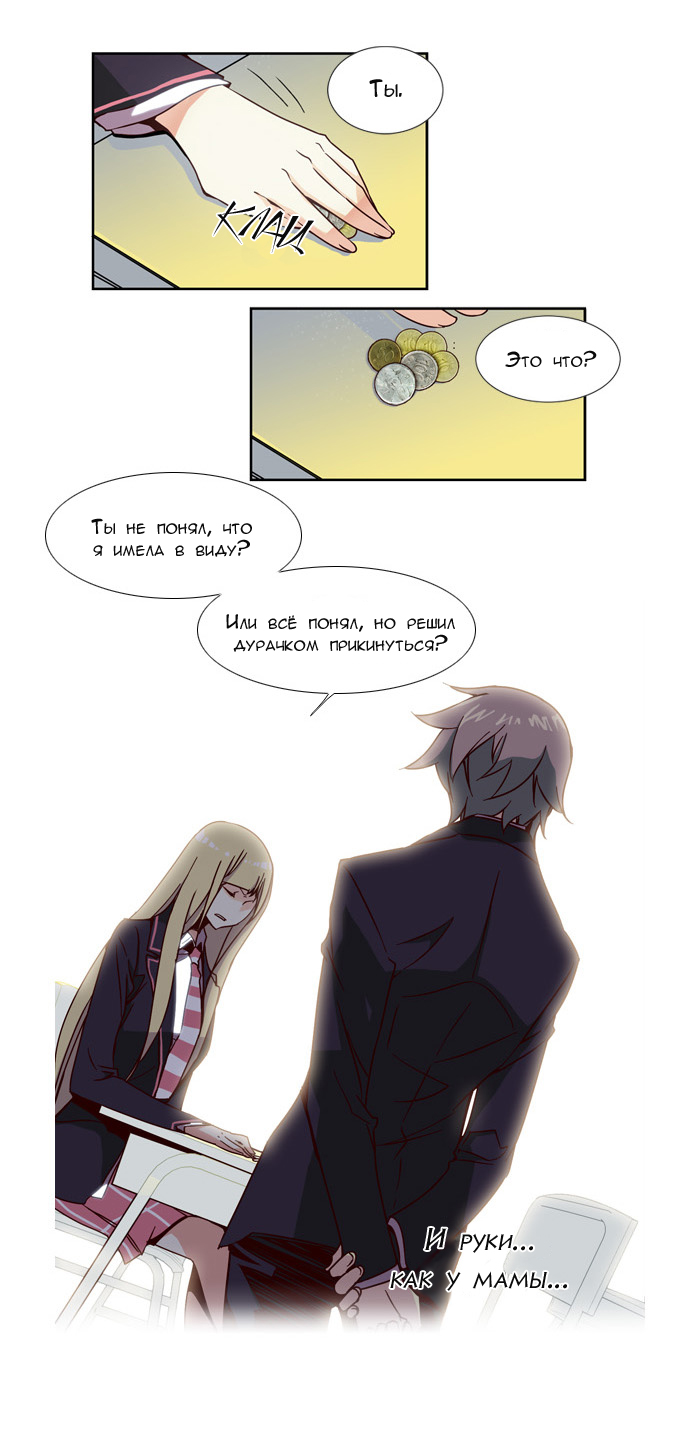 Ты.
КЛАЦ
Это что?
Ты не понял, что
я имела в виду?
Или всё понял, но решил
дурачком прикинуться?
И руки...
как у мамы...